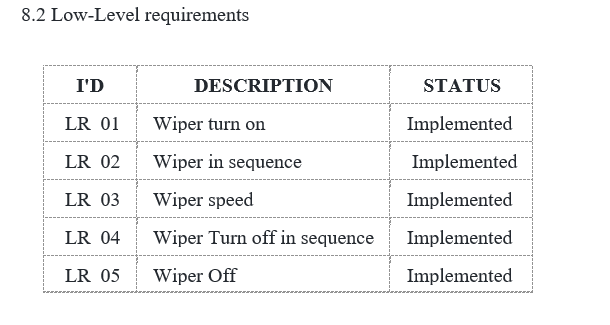 8.2 Low-Level requirements
I'D DESCRIPTION STATUS
LR 01 Wiper turn on Implemented
LR 02 Wiper in sequence Implemented
LR 03 Wiper speed Implemented
LR 04 Wiper Turn off in sequence Implemented
LR 05 Wiper Off Implemented